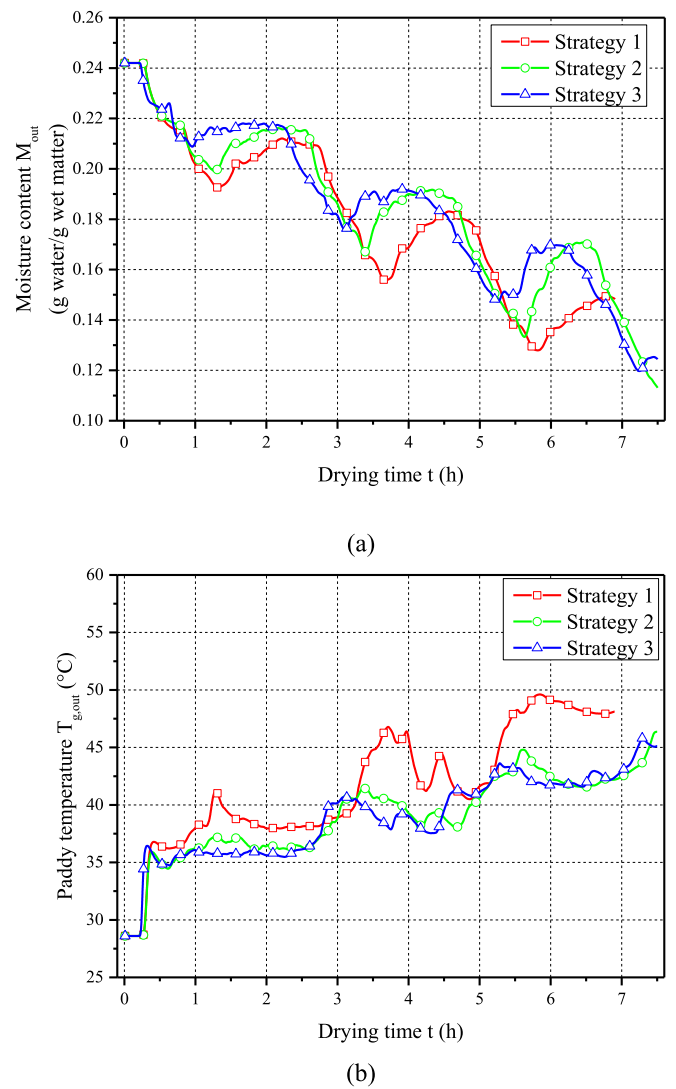 0.26
0.24
0.22
0.20
0.18
0.16
0.14
0.12
0.10
Moisture content M_out
(g water/g wet matter)
Strategy 1
Strategy 2
Strategy 3
0 1 2 3 4 5 6 7
Drying time t (h)
(a)
60
55
50
45
40
35
30
25
Paddy temperature T_g,out (°C)
Strategy 1
Strategy 2
Strategy 3
0 1 2 3 4 5 6 7
Drying time t (h)
(b)